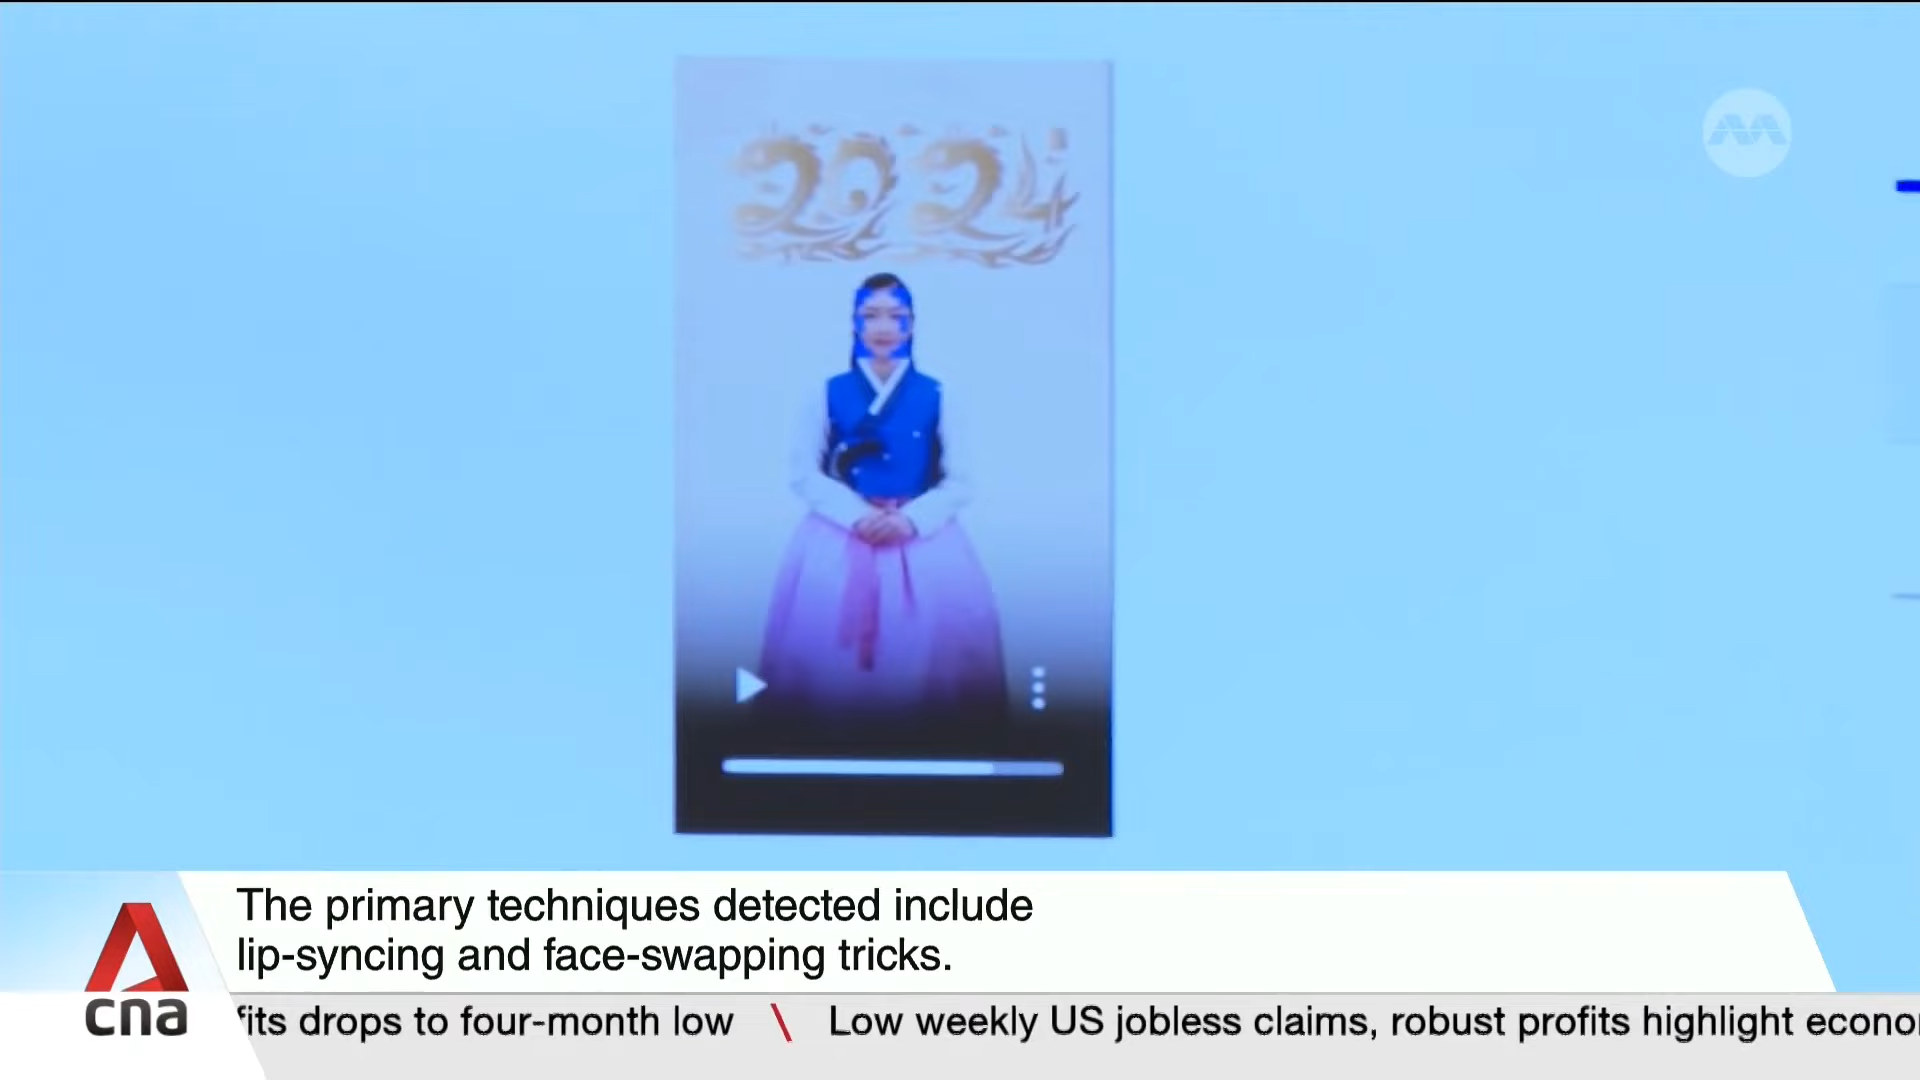 2024
The primary techniques detected include
lip-syncing and face-swapping tricks.
cna
fits drops to four-month low \ Low weekly US jobless claims, robust profits highlight econo